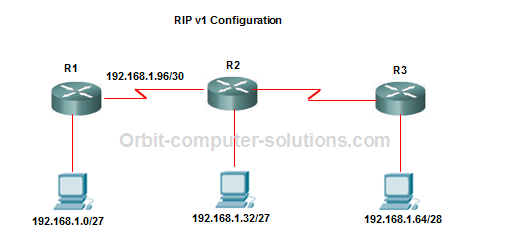 RIP v1 Configuration
R1
R2
R3
192.168.1.96/30
Orbit-computer-solutions.com
192.168.1.0/27
192.168.1.32/27
192.168.1.64/28